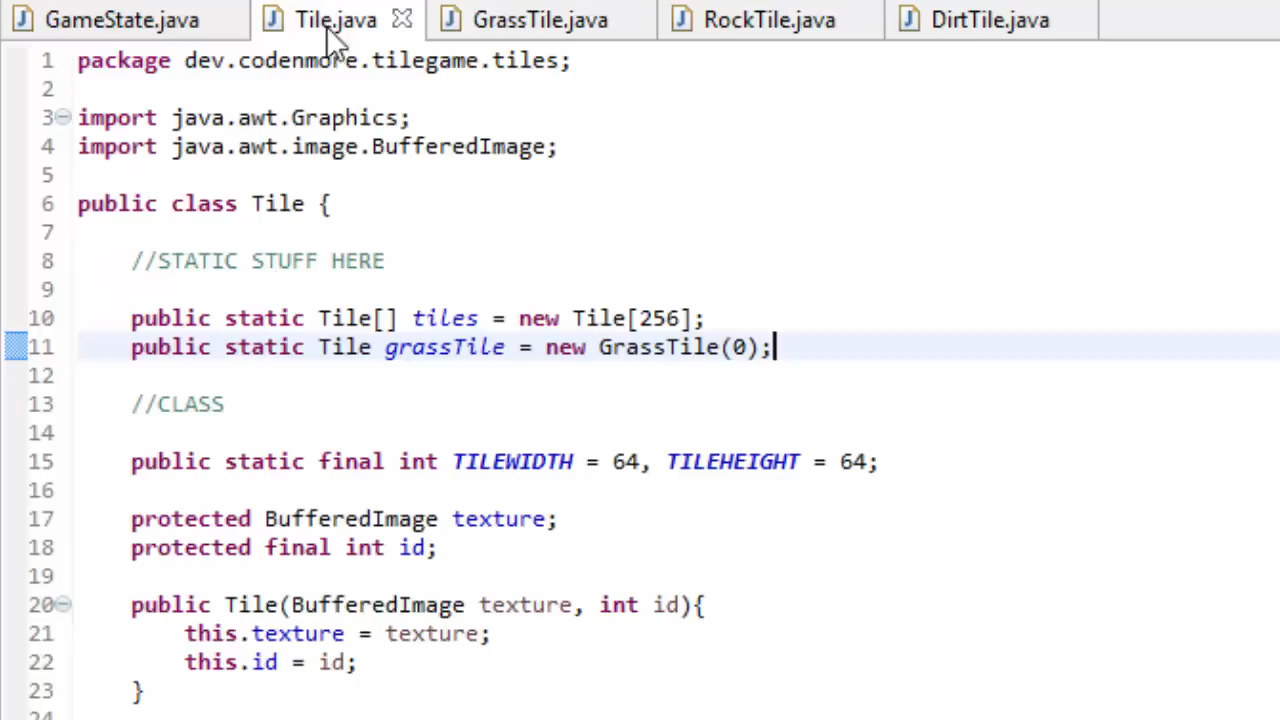 GameState.java
Tile.java
GrassTile.java
RockTile.java
DirtTile.java
1 package dev.codenmore.tilegame.tiles;
2
3 import java.awt.Graphics;
4 import java.awt.image.BufferedImage;
5
6 public class Tile {
7
8 //STATIC STUFF HERE
9
10 public static Tile[] tiles = new Tile[256];
11 public static Tile grassTile = new GrassTile(0);
12
13 //CLASS
14
15 public static final int TILEWIDTH = 64, TILEHEIGHT = 64;
16
17 protected BufferedImage texture;
18 protected final int id;
19
20 public Tile(BufferedImage texture, int id){
21 this.texture = texture;
22 this.id = id;
23 }
24